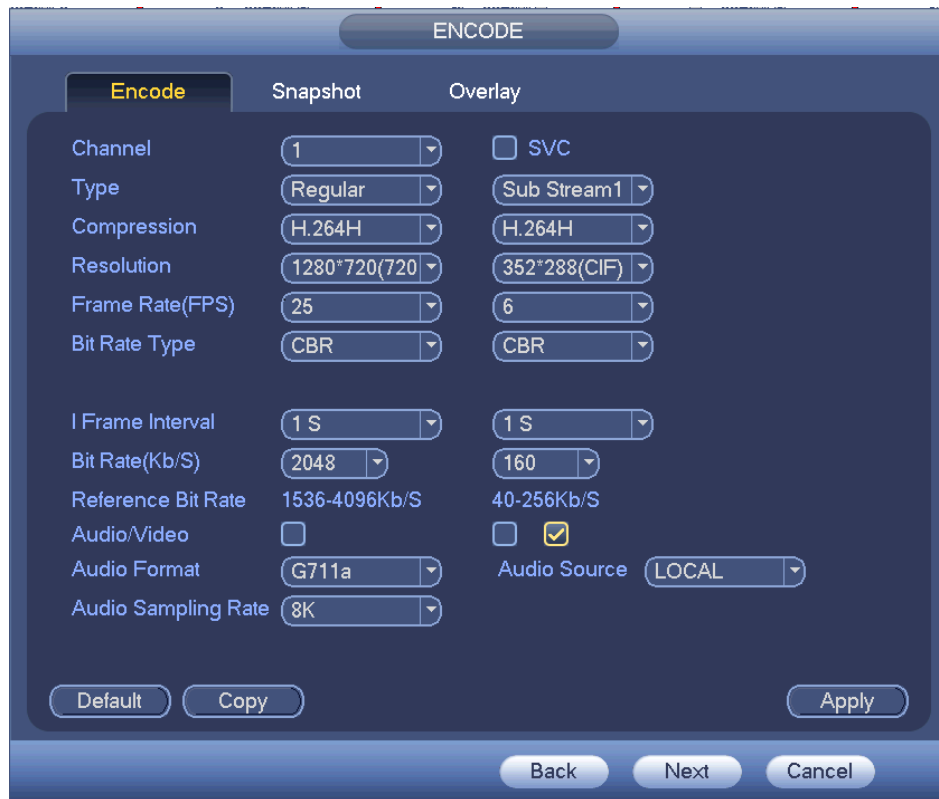 ENCODE
Encode Snapshot Overlay
Channel 1 SVC
Type Regular Sub Stream1
Compression H.264H H.264H
Resolution 1280*720(720 352*288(CIF)
Frame Rate(FPS) 25 6
Bit Rate Type CBR CBR
I Frame Interval 1 S 1 S
Bit Rate(Kb/S) 2048 160
Reference Bit Rate 1536-4096Kb/S 40-256Kb/S
Audio/Video
Audio Format G711a Audio Source LOCAL
Audio Sampling Rate 8K
Default Copy Apply
Back Next Cancel